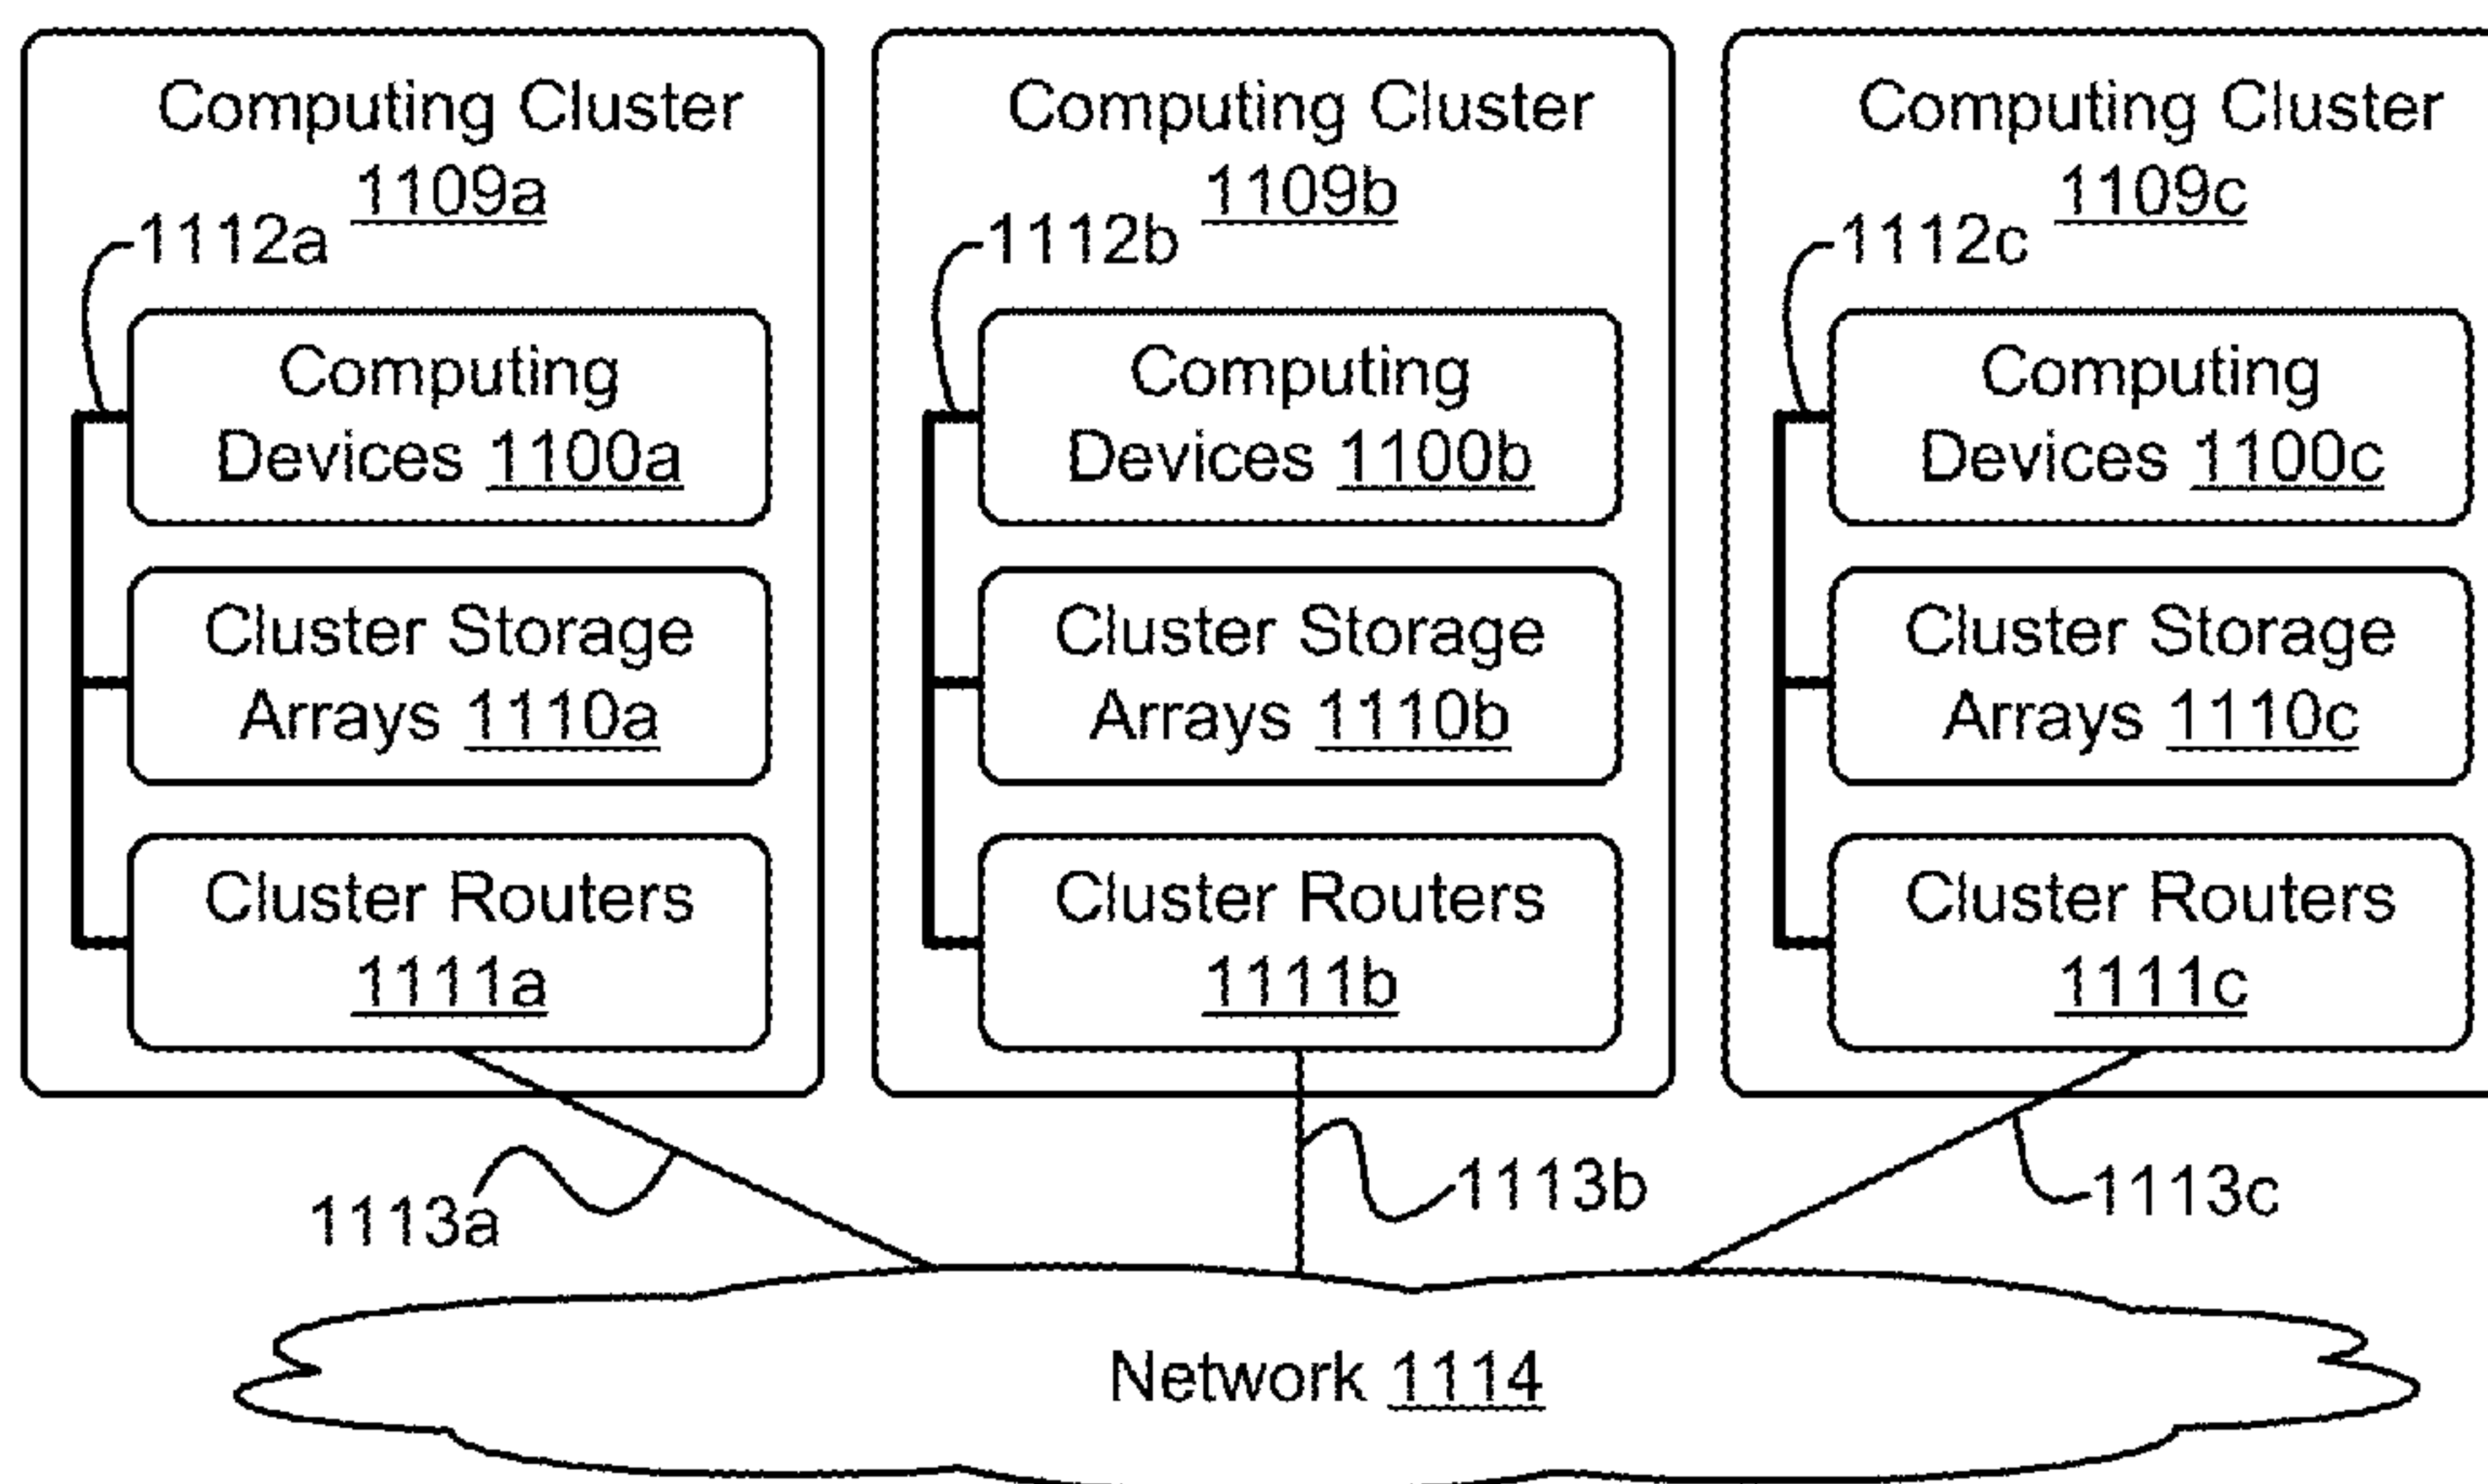 Computing Cluster
1109a
1112a
Computing
Devices 1100a
Cluster Storage
Arrays 1110a
Cluster Routers
1111a
Computing Cluster
1109b
1112b
Computing
Devices 1100b
Cluster Storage
Arrays 1110b
Cluster Routers
1111b
Computing Cluster
1109c
1112c
Computing
Devices 1100c
Cluster Storage
Arrays 1110c
Cluster Routers
1111c
1113a
1113b
1113c
Network 1114